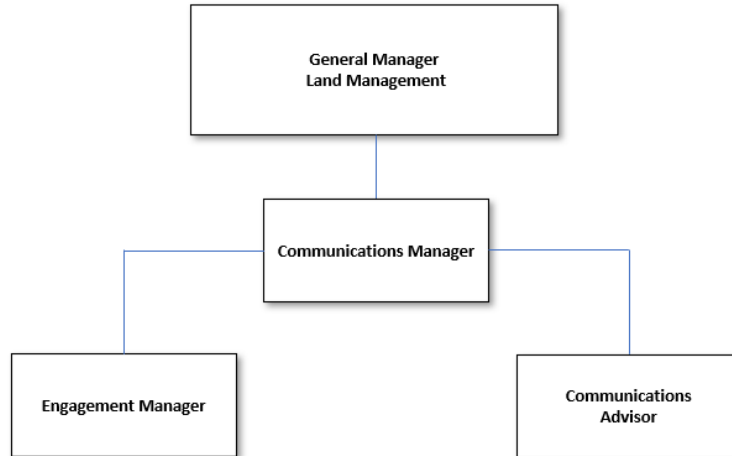 General Manager
Land Management
Communications Manager
Engagement Manager
Communications
Advisor